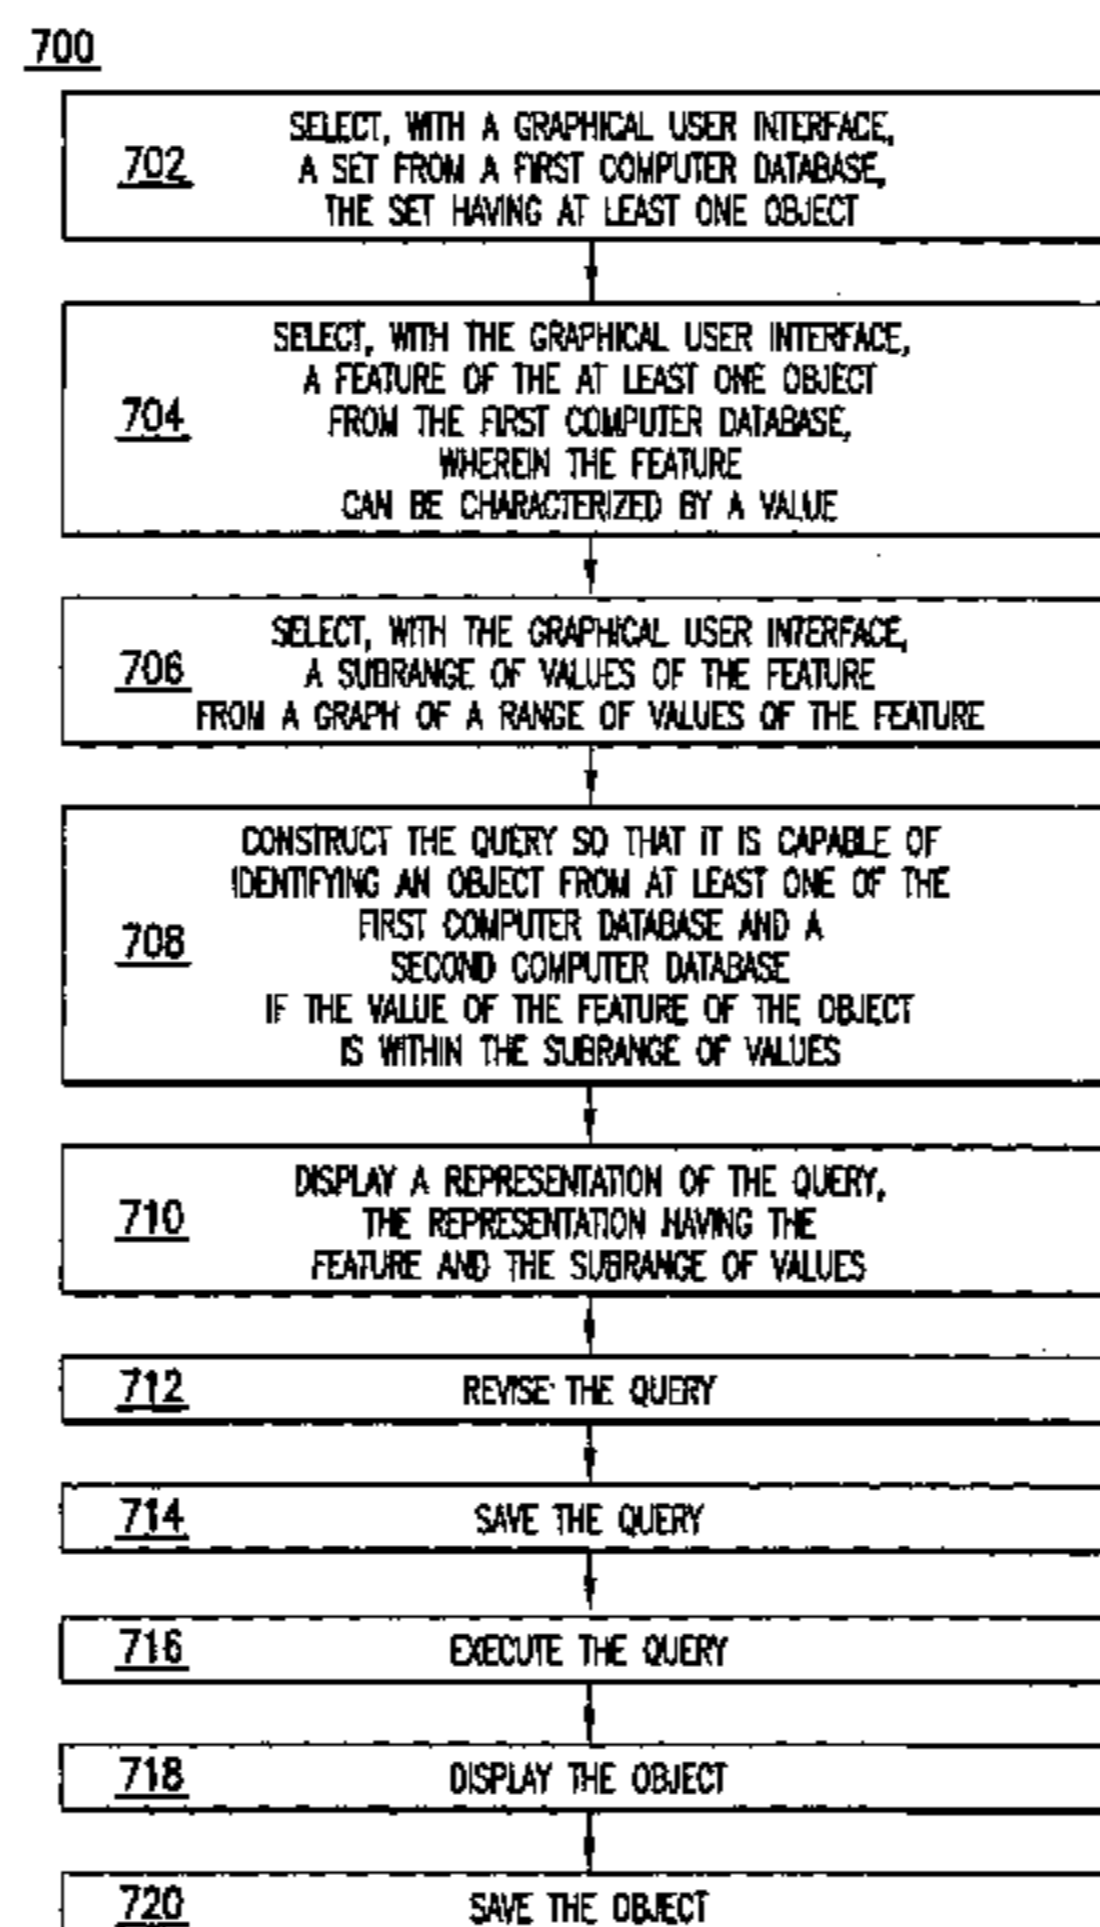 700
702
SELECT, WITH A GRAPHICAL USER INTERFACE,
A SET FROM A FIRST COMPUTER DATABASE,
THE SET HAVING AT LEAST ONE OBJECT
704
SELECT, WITH THE GRAPHICAL USER INTERFACE,
A FEATURE OF THE AT LEAST ONE OBJECT
FROM THE FIRST COMPUTER DATABASE,
WHEREIN THE FEATURE
CAN BE CHARACTERIZED BY A VALUE
706
SELECT, WITH THE GRAPHICAL USER INTERFACE,
A SUBRANGE OF VALUES OF THE FEATURE
FROM A GRAPH OF A RANGE OF VALUES OF THE FEATURE
708
CONSTRUCT THE QUERY SO THAT IT IS CAPABLE OF
IDENTIFYING AN OBJECT FROM AT LEAST ONE OF THE
FIRST COMPUTER DATABASE AND A
SECOND COMPUTER DATABASE
IF THE VALUE OF THE FEATURE OF THE OBJECT
IS WITHIN THE SUBRANGE OF VALUES
710
DISPLAY A REPRESENTATION OF THE QUERY,
THE REPRESENTATION HAVING THE
FEATURE AND THE SUBRANGE OF VALUES
712
REVISE THE QUERY
714
SAVE THE QUERY
716
EXECUTE THE QUERY
718
DISPLAY THE OBJECT
720
SAVE THE OBJECT